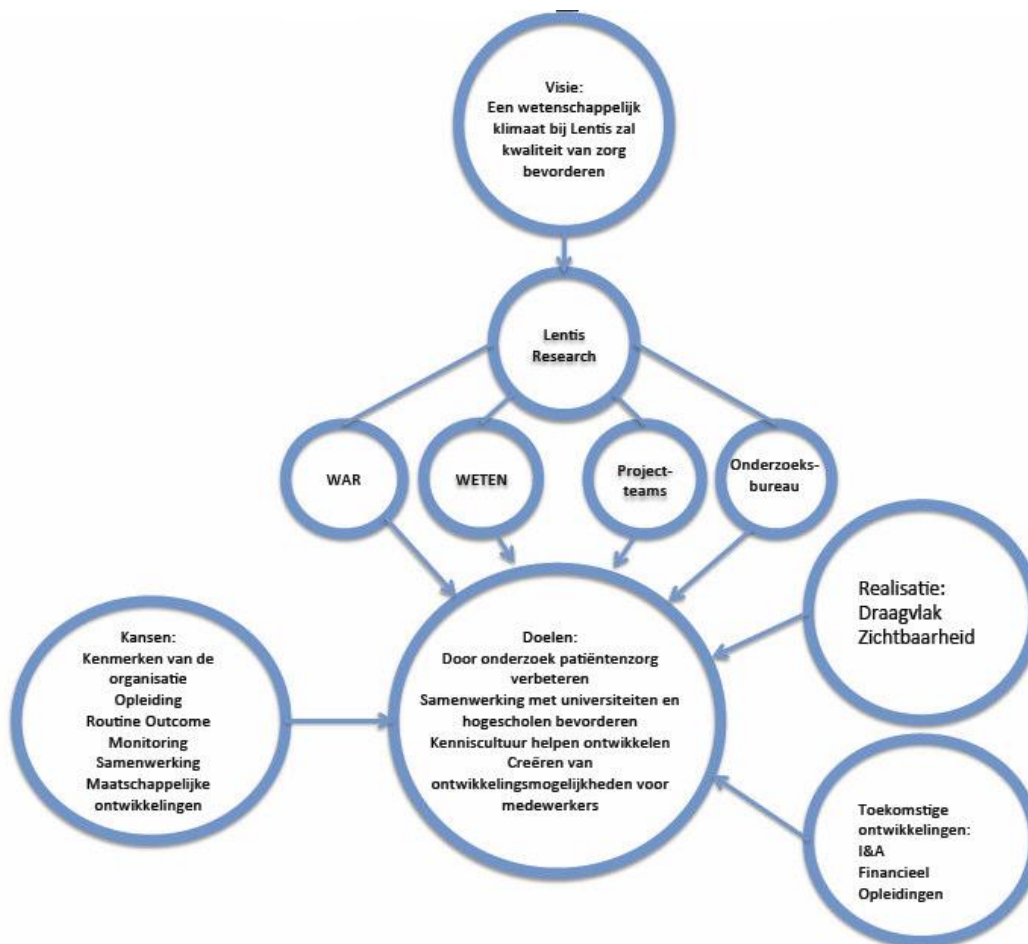 Visie:
Een wetenschappelijk
klimaat bij Lentis zal
kwaliteit van zorg
bevorderen
Lentis
Research
WAR
WETEN
Project-
teams
Onderzoeks-
bureau
Kansen:
Kenmerken van de
organisatie
Opleiding
Routine Outcome
Monitoring
Samenwerking
Maatschappelijke
ontwikkelingen
Doelen:
Door onderzoek patiëntenzorg
verbeteren
Samenwerking met universiteiten en
hogescholen bevorderen
Kenniscultuur helpen ontwikkelen
Creëren van
ontwikkelingsmogelijkheden voor
medewerkers
Realisatie:
Draagvlak
Zichtbaarheid
Toekomstige
ontwikkelingen:
I&A
Financieel
Opleidingen